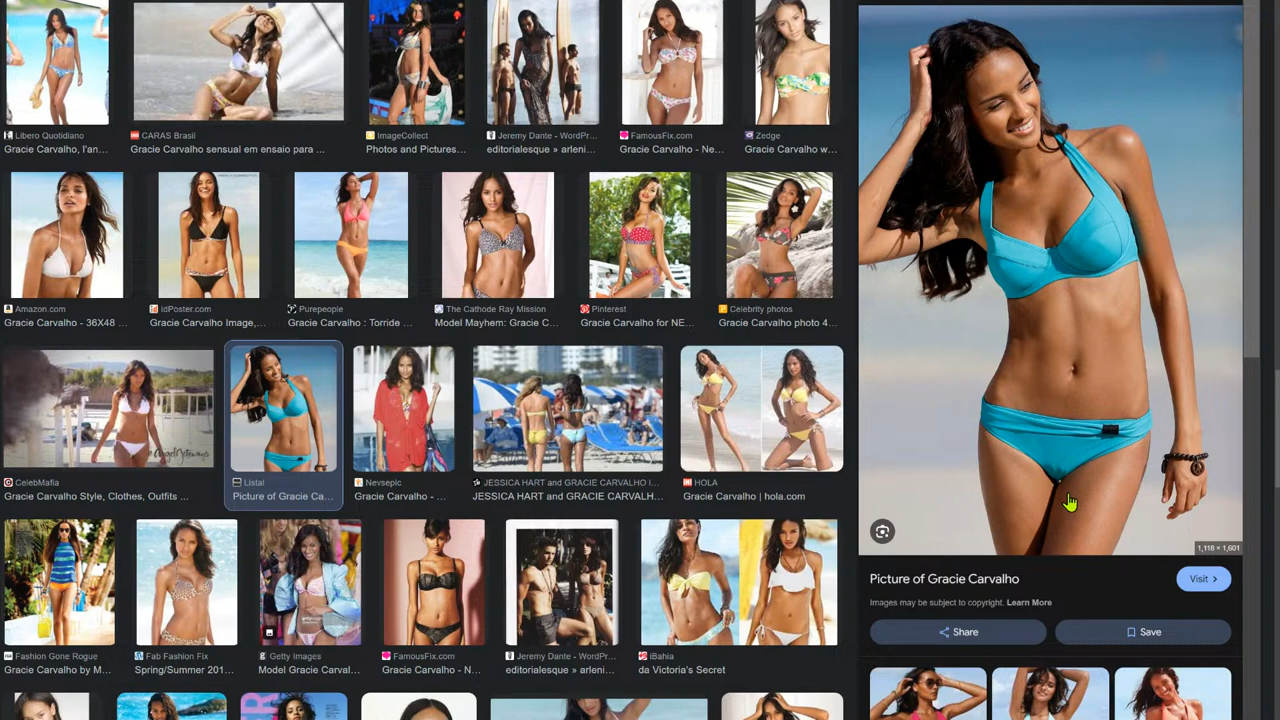 Libero Quotidiano
Gracie Carvalho, l'an...
CARAS Brasil
Gracie Carvalho sensual em ensaio para ...
ImageCollect
Photos and Pictures...
Jeremy Dante - WordPr...
editorialesque » arleni...
FamousFix.com
Gracie Carvalho - Ne...
Zedge
Gracie Carvalho w...
Amazon.com
Gracie Carvalho - 36X48 ...
idPoster.com
Gracie Carvalho Image,...
Purepeople
Gracie Carvalho : Torride ...
The Cathode Ray Mission
Model Mayhem: Gracie C...
Pinterest
Gracie Carvalho for NE...
Celebrity photos
Gracie Carvalho photo 4...
CelebMafia
Gracie Carvalho Style, Clothes, Outfits ...
Listal
Picture of Gracie Ca...
Nevsepic
Gracie Carvalho - ...
JESSICA HART and GRACIE CARVALHO I...
JESSICA HART and GRACIE CARVALH...
HOLA
Gracie Carvalho | hola.com
Fashion Gone Rogue
Gracie Carvalho by M...
Fab Fashion Fix
Spring/Summer 201...
Getty Images
Model Gracie Carval...
FamousFix.com
Gracie Carvalho - N...
Jeremy Dante - WordPr...
editorialesque » arleni...
iBahia
da Victoria's Secret
1,118 × 1,601
Picture of Gracie Carvalho
Visit
Images may be subject to copyright. Learn More
Share
Save